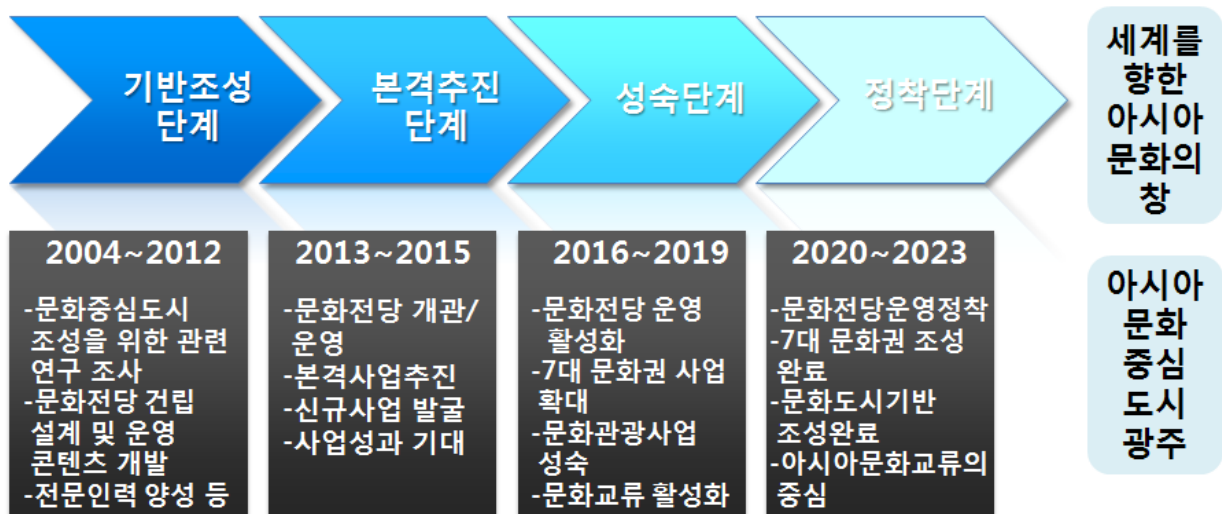 기반조성
단계
본격추진
단계
성숙단계
정착단계
세계를
향한
아시아
문화의
창
2004~2012
-문화중심도시
조성을 위한 관련
연구 조사
-문화전당 건립
설계 및 운영
콘텐츠 개발
-전문인력 양성 등
2013~2015
-문화전당 개관/
운영
-본격사업추진
-신규사업 발굴
-사업성과 기대
2016~2019
-문화전당 운영
활성화
-7대 문화권 사업
확대
-문화관광사업
성숙
-문화교류 활성화
2020~2023
-문화전당운영정착
-7대 문화권 조성
완료
-문화도시기반
조성완료
-아시아문화교류의
중심
아시아
문화
중심
도시
광주